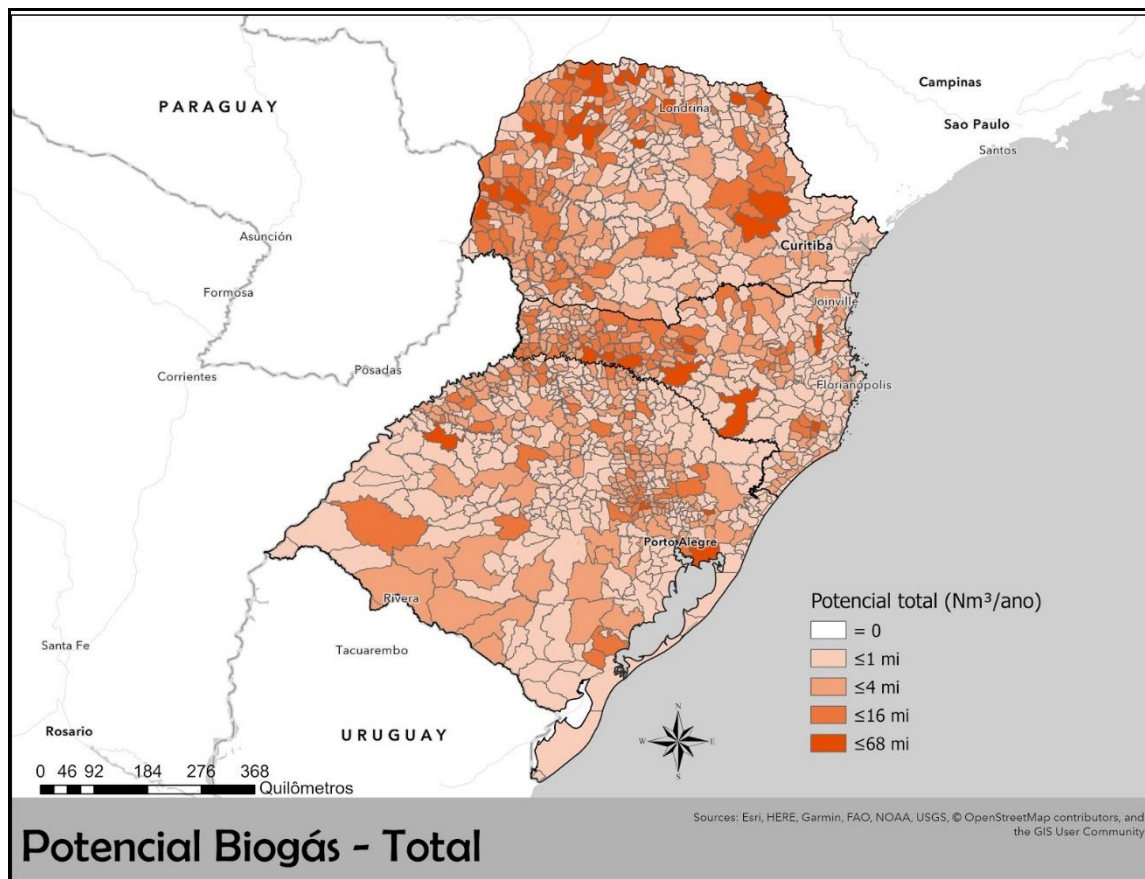 Campinas
PARAGUAY
Londrina
Sao Paulo
Santos
Asunción
Curitiba
Formosa
Joinville
Corrientes
Posadas
Florianópolis
Porto Alegre
Rivera
Potencial total (Nm³/ano)
= 0
≤1 mi
≤4 mi
≤16 mi
≤68 mi
Santa Fe
Tacuarembo
Rosario
URUGUAY
N
W E
S
0 46 92 184 276 368
Quilômetros
Sources: Esri, HERE, Garmin, FAO, NOAA, USGS, © OpenStreetMap contributors, and
the GIS User Community
Potencial Biogás - Total